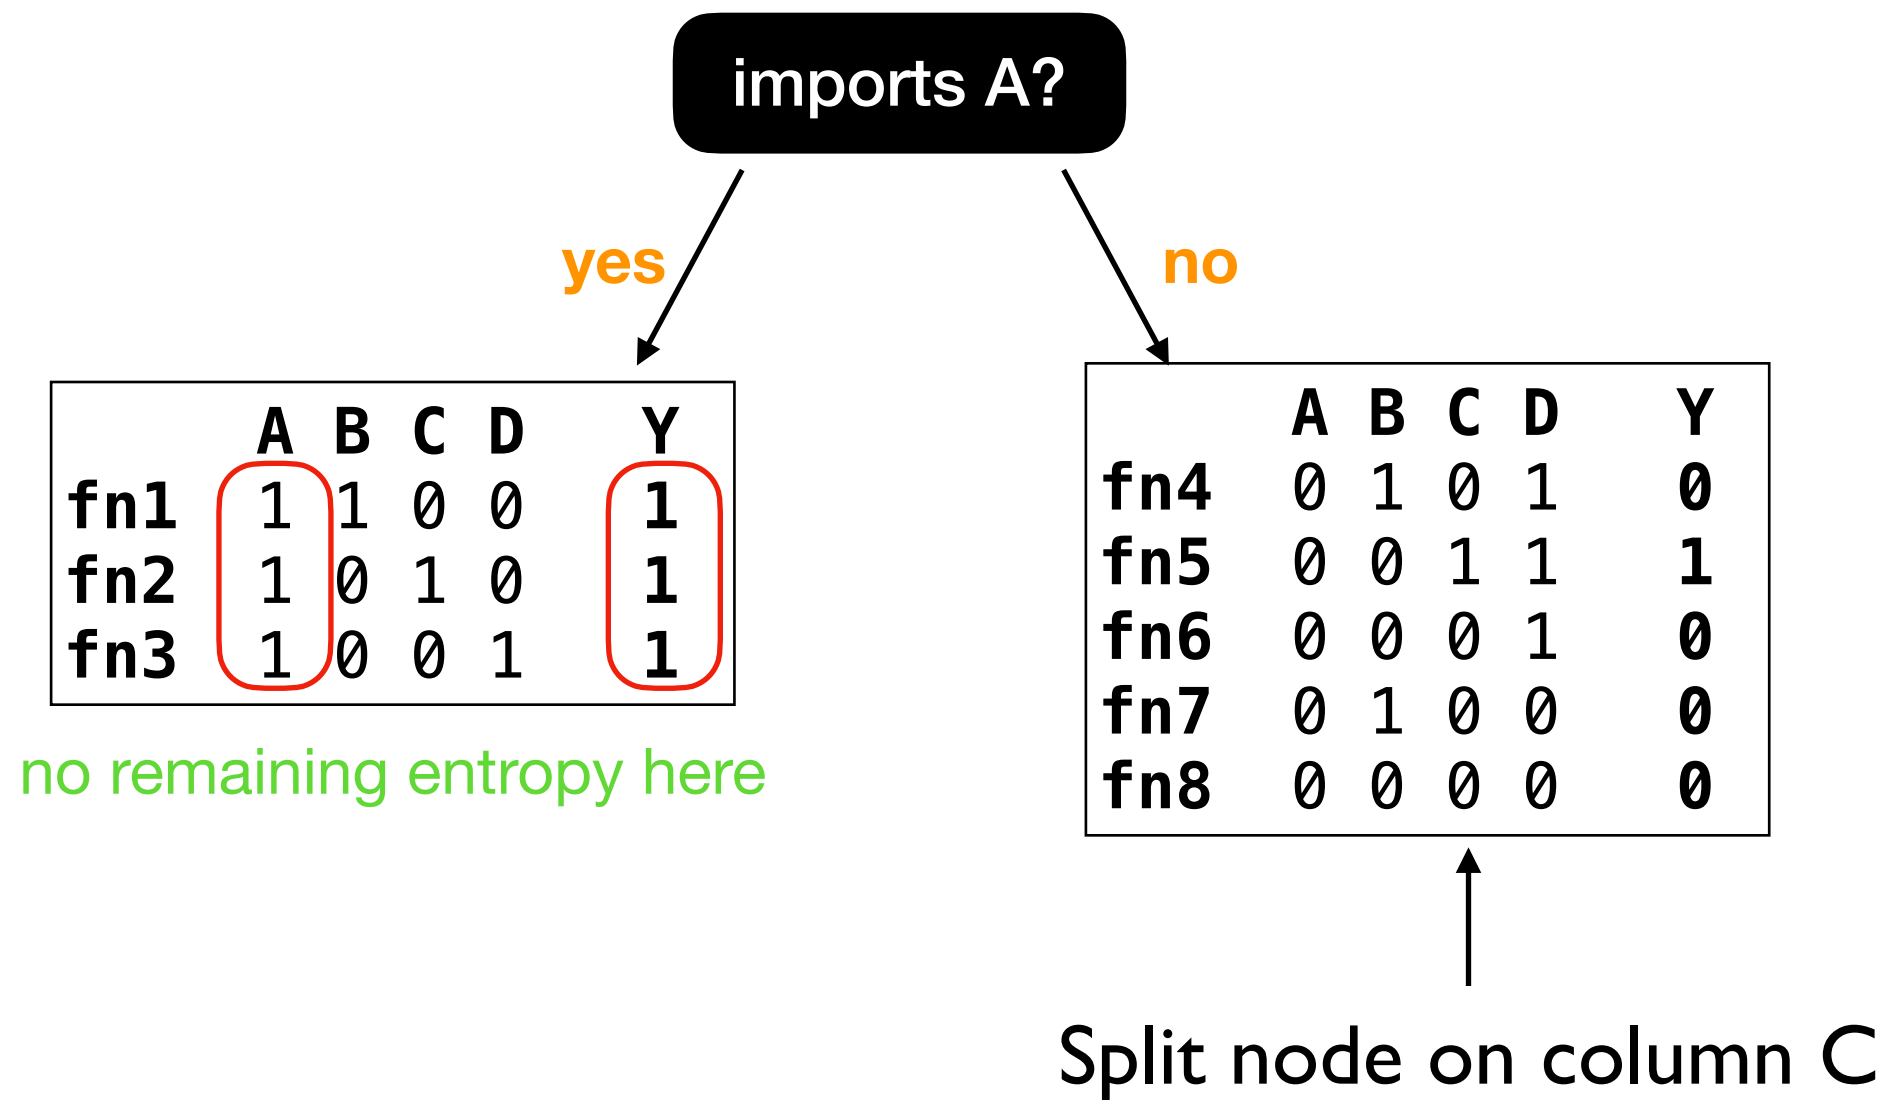 imports A?
yes
no
A B C D Y
fn1 1 1 0 0 1
fn2 1 0 1 0 1
fn3 1 0 0 1 1
no remaining entropy here
A B C D Y
fn4 0 1 0 1 0
fn5 0 0 1 1 1
fn6 0 0 0 1 0
fn7 0 1 0 0 0
fn8 0 0 0 0 0
Split node on column C